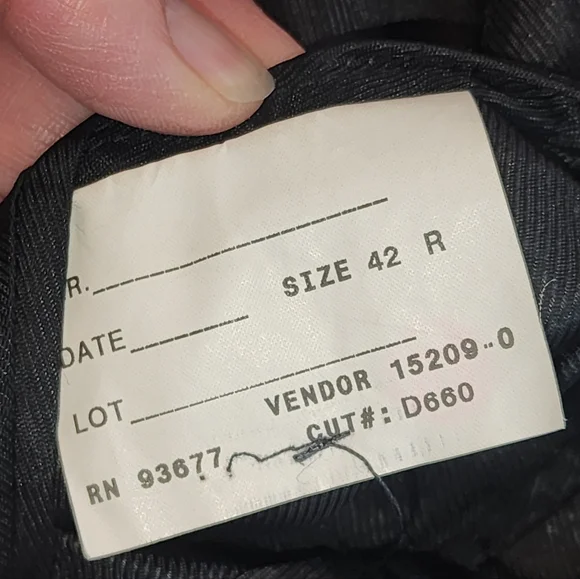 R.
SIZE 42 R
DATE
LOT
VENDOR 15209-0
CUT#: D660
RN 93677